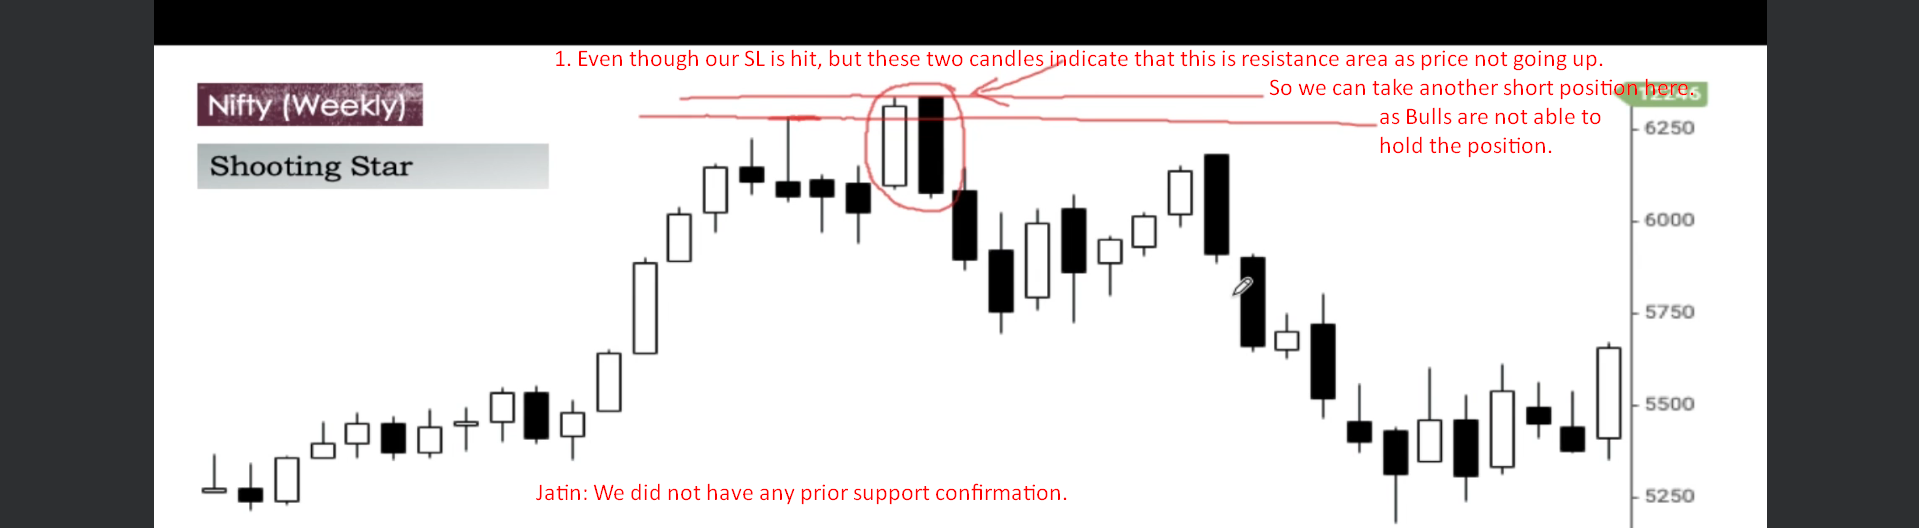 1. Even though our SL is hit, but these two candles indicate that this is resistance area as price not going up.
So we can take another short position here.
as Bulls are not able to
hold the position.
Nifty (Weekly)
Shooting Star
6250
6000
5750
5500
5250
Jatin: We did not have any prior support confirmation.